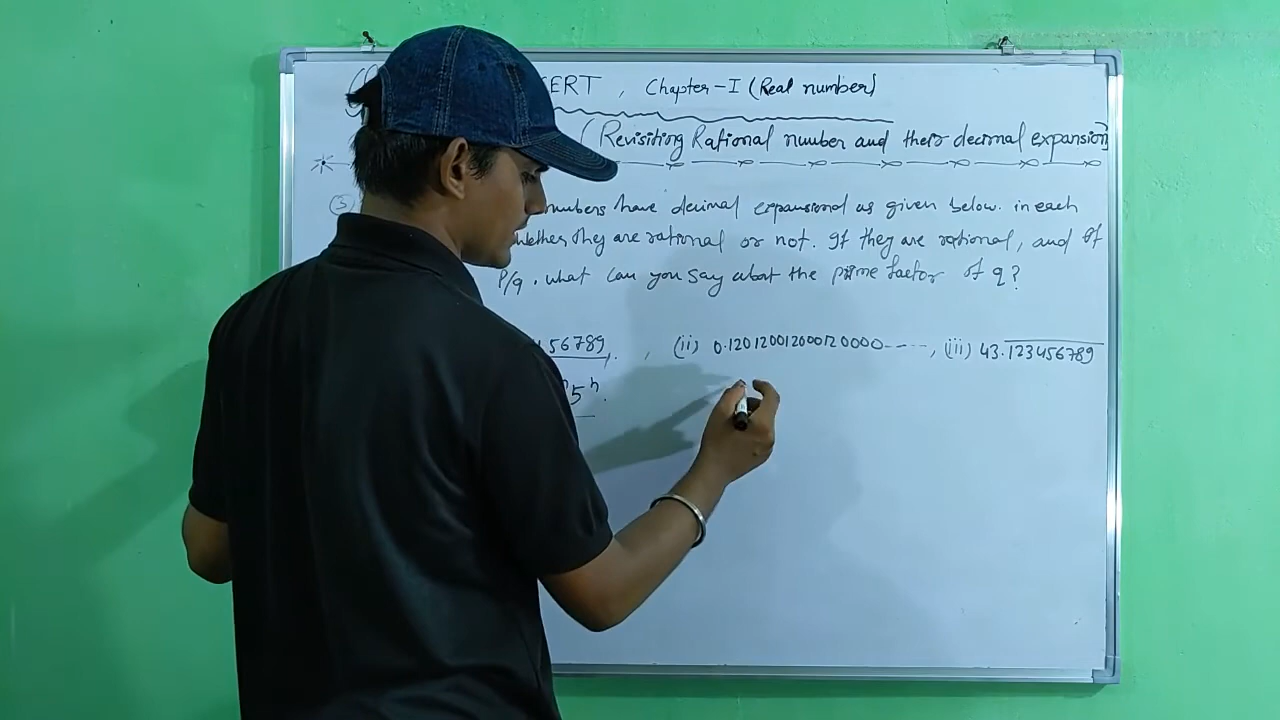 ERT , Chapter-I (Real number)
(Revisiting Rational number and their decimal expansion
(3) numbers have decimal expansional as given below. in each
whether they are rational or not. If they are rational, and of
P/q. what can you say about the prime factor of q?
56789, , (ii) 0.120120012000120000----, (iii) 43.123456789
5ⁿ.